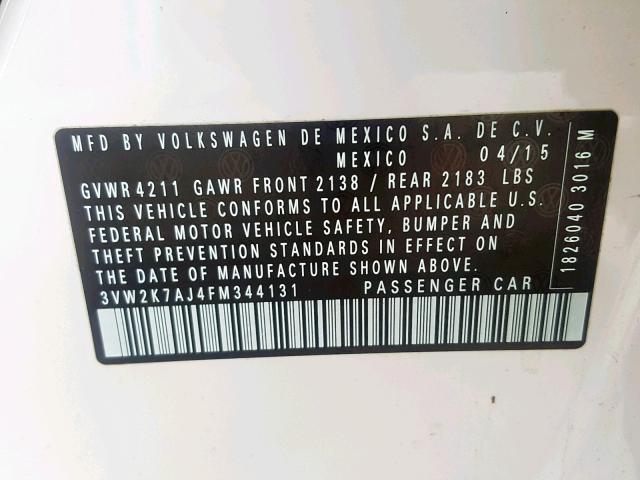 MFD BY VOLKSWAGEN DE MEXICO S.A. DE C.V.
MEXICO 04/15
GVWR 4211 GAWR FRONT 2138 / REAR 2183 LBS
THIS VEHICLE CONFORMS TO ALL APPLICABLE U.S.
FEDERAL MOTOR VEHICLE SAFETY, BUMPER AND
THEFT PREVENTION STANDARDS IN EFFECT ON
THE DATE OF MANUFACTURE SHOWN ABOVE.
3VW2K7AJ4FM344131 PASSENGER CAR
1826040 3016 M